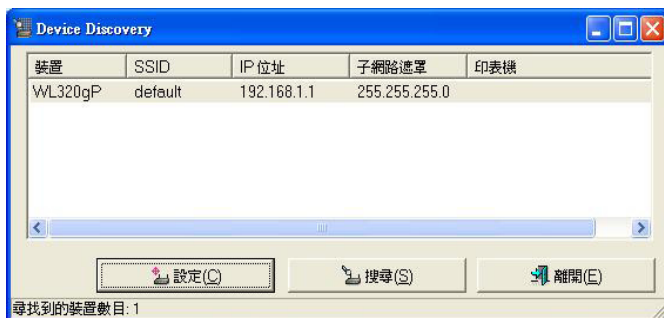 Device Discovery
裝置 SSID IP 位址 子網路遮罩 印表機
WL320gP default 192.168.1.1 255.255.255.0
設定(C) 搜尋(S) 離開(E)
尋找到的裝置數目: 1